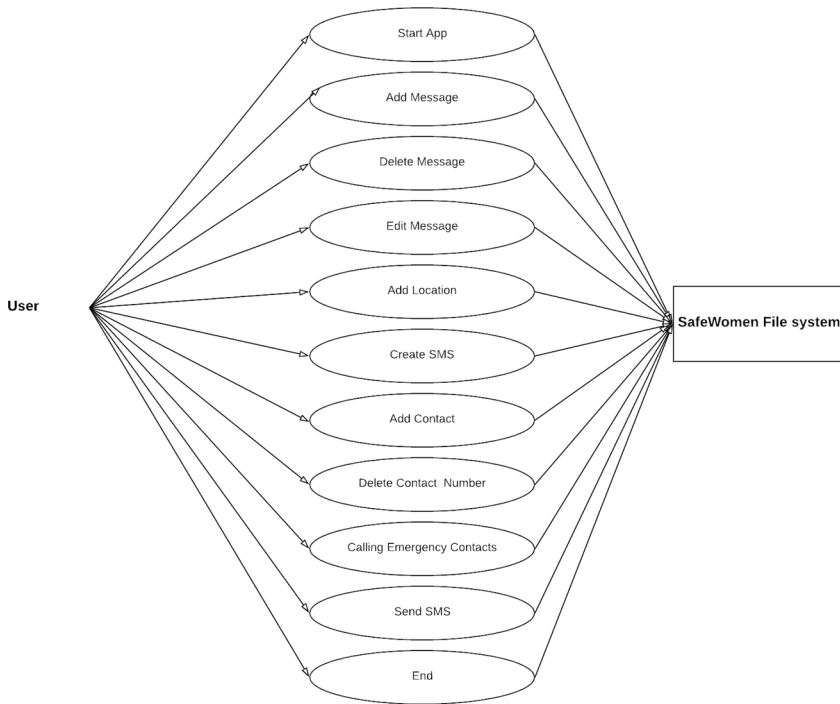 Start App
Add Message
Delete Message
Edit Message
Add Location
User
SafeWomen File system
Create SMS
Add Contact
Delete Contact  Number
Calling Emergency Contacts
Send SMS
End